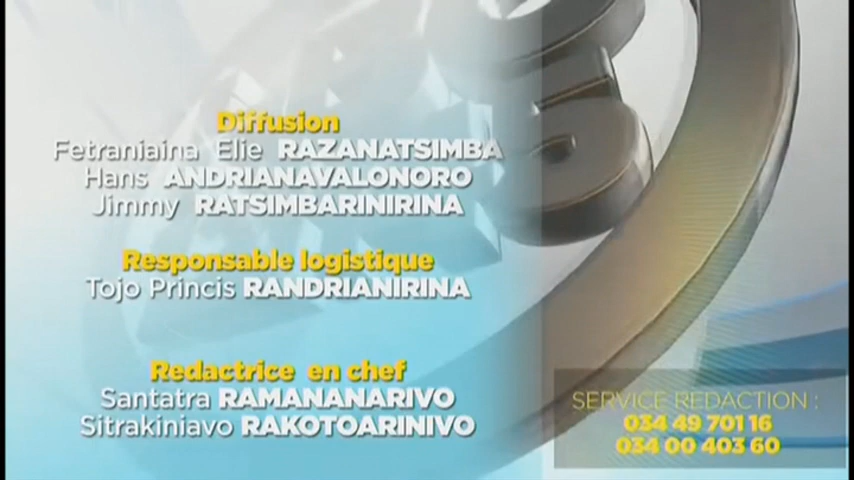 Diffusion
Fetraniaina Elie RAZANATSIMBA
Hans ANDRIANAVALONORO
Jimmy RATSIMBARINIRINA
Responsable logistique
Tojo Princis RANDRIANIRINA
Redactrice en chef
Santatra RAMANANARIVO
Sitrakiniavo RAKOTOARINIVO
SERVICE REDACTION :
034 49 701 16
034 00 403 60